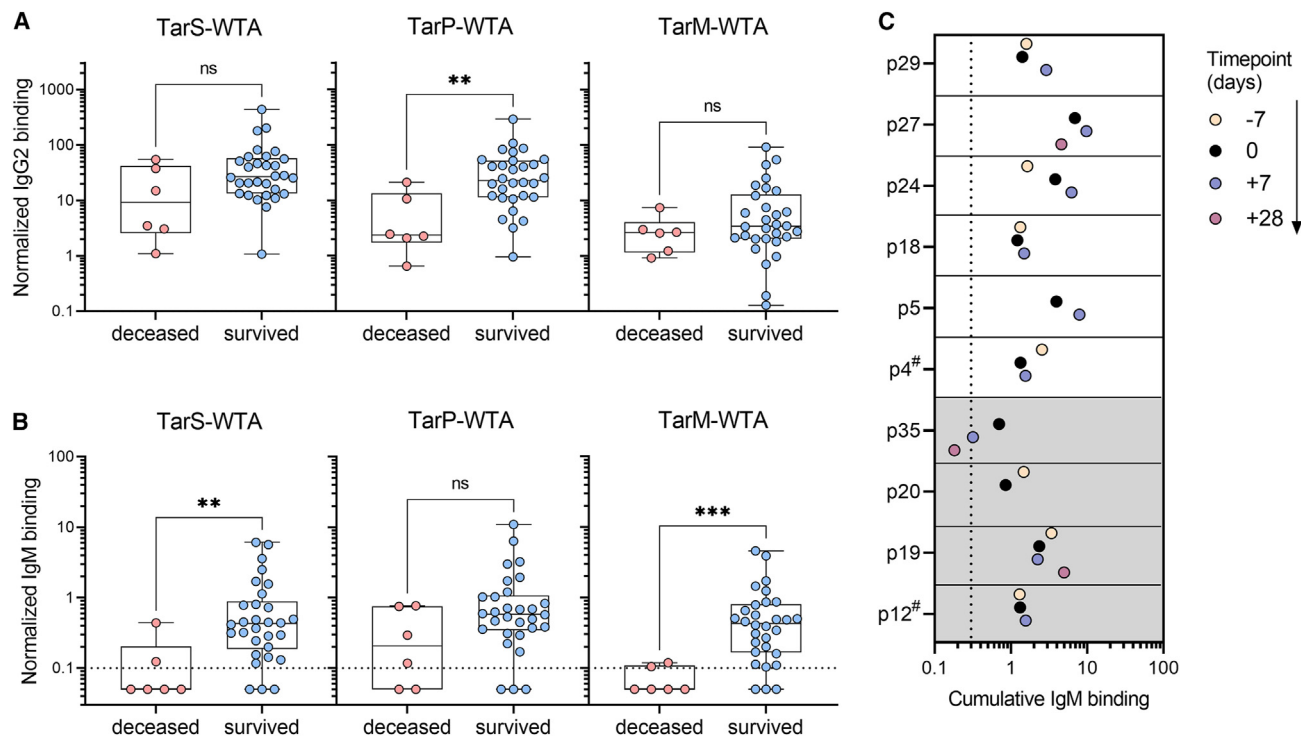 A
TarS-WTA
TarP-WTA
TarM-WTA
Normalized IgG2 binding
1000
100
10
1
0.1
ns
**
ns
deceased
survived
deceased
survived
deceased
survived
B
TarS-WTA
TarP-WTA
TarM-WTA
Normalized IgM binding
100
10
1
0.1
**
ns
***
deceased
survived
deceased
survived
deceased
survived
C
p29
p27
p24
p18
p5
p4#
p35
p20
p19
p12#
0.1
1
10
100
Cumulative IgM binding
Timepoint
(days)
-7
0
+7
+28